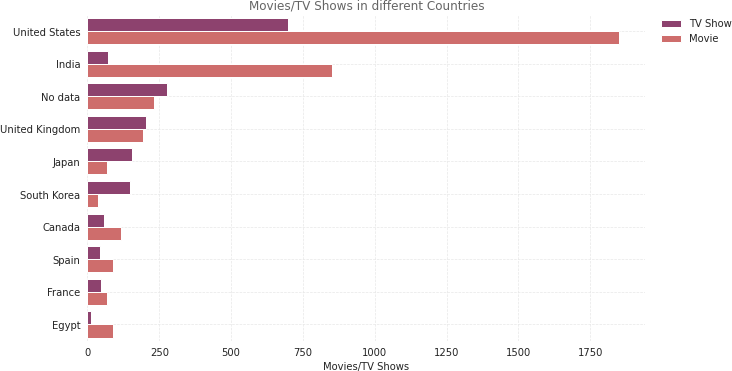 Movies/TV Shows in different Countries
TV Show
Movie
United States
India
No data
United Kingdom
Japan
South Korea
Canada
Spain
France
Egypt
0 250 500 750 1000 1250 1500 1750
Movies/TV Shows